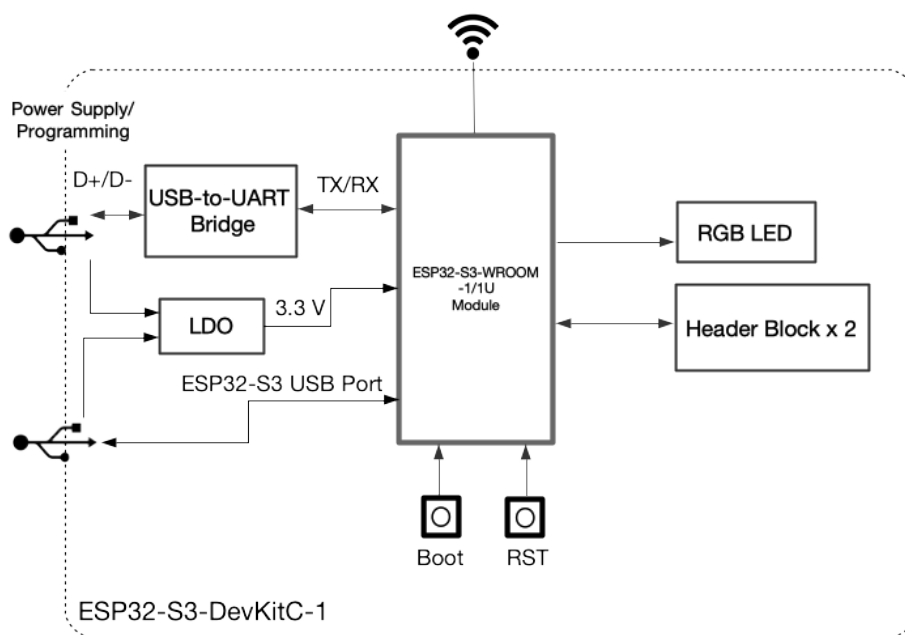 Power Supply/
Programming
D+/D-
USB-to-UART
Bridge
TX/RX
RGB LED
ESP32-S3-WROOM
-1/1U
Module
LDO
3.3 V
Header Block x 2
ESP32-S3 USB Port
Boot
RST
ESP32-S3-DevKitC-1